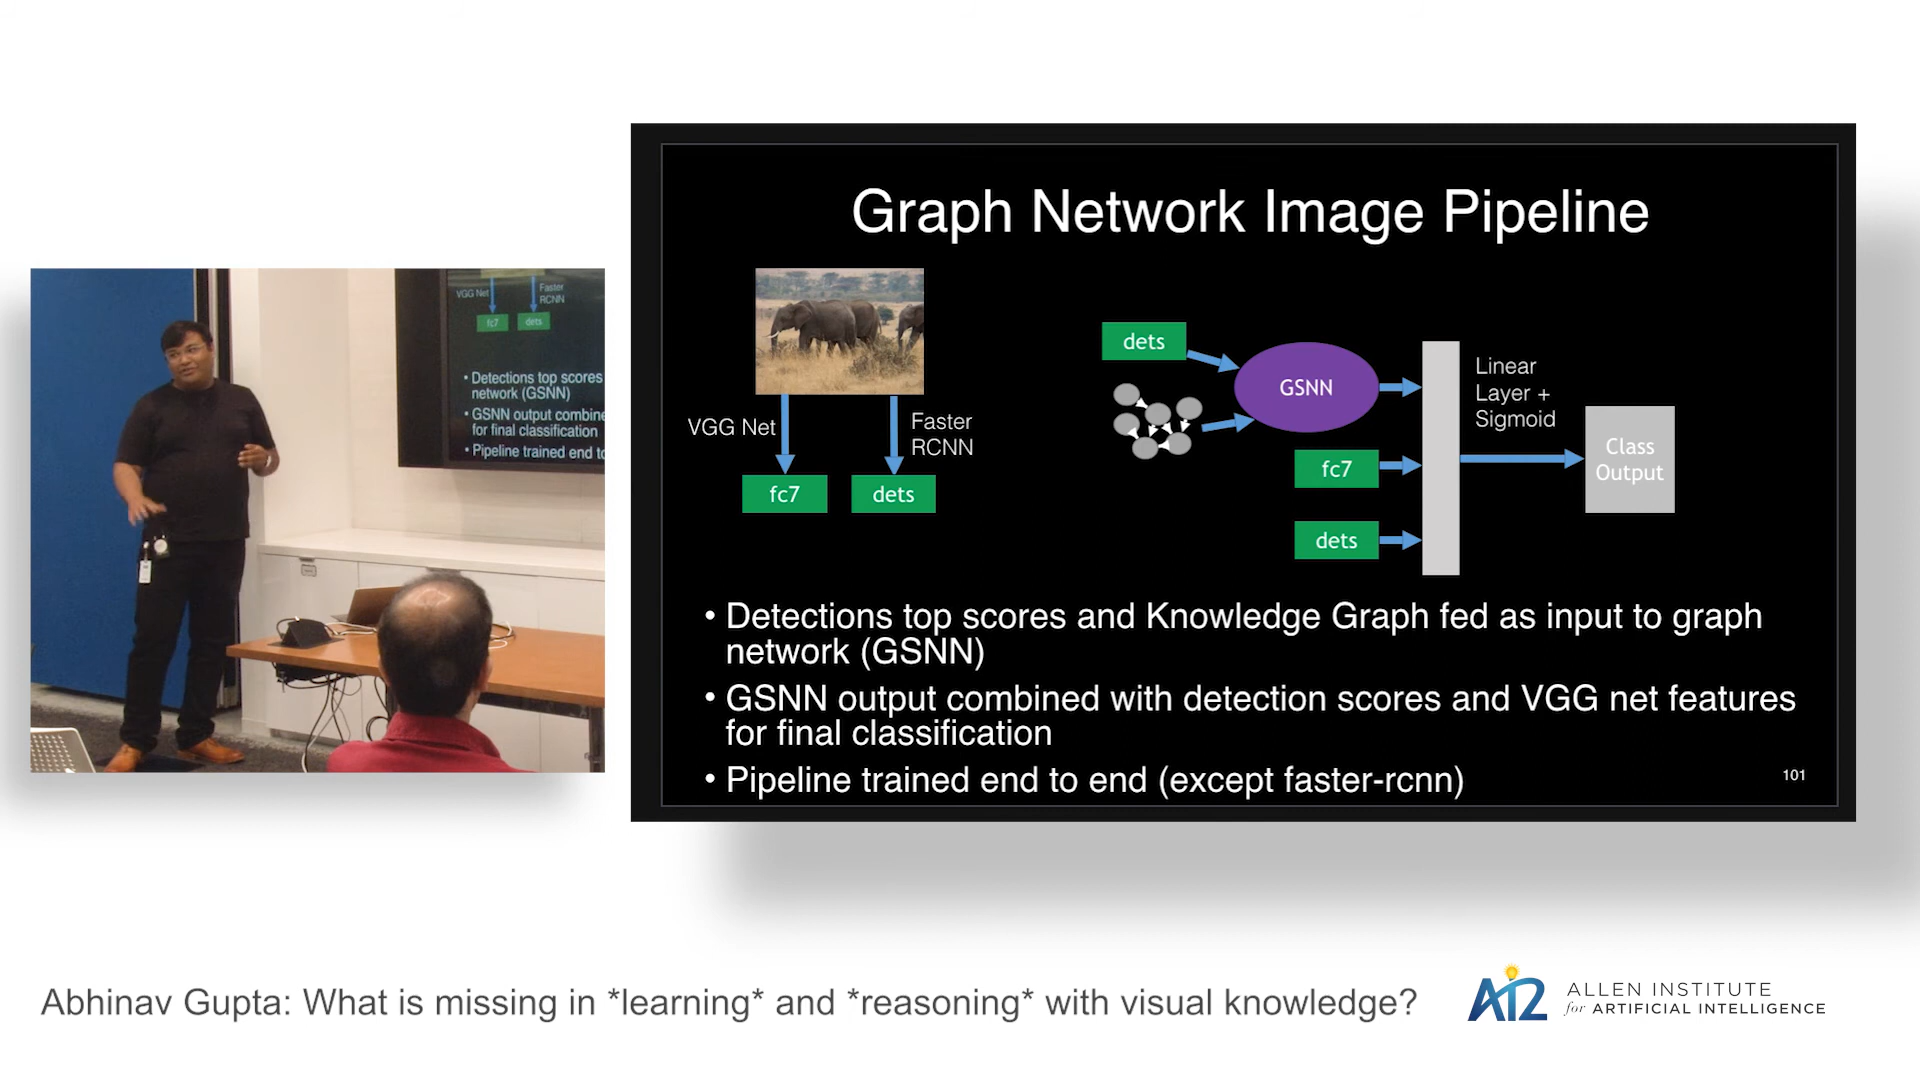 Graph Network Image Pipeline
VGG Net
Faster
RCNN
fc7
dets
dets
GSNN
fc7
dets
Linear
Layer +
Sigmoid
Class
Output
• Detections top scores and Knowledge Graph fed as input to graph
network (GSNN)
• GSNN output combined with detection scores and VGG net features
for final classification
• Pipeline trained end to end (except faster-rcnn)
101
VGG Net
Faster
RCNN
fc7
dets
• Detections top scores
network (GSNN)
• GSNN output combine
for final classification
• Pipeline trained end to
Abhinav Gupta: What is missing in *learning* and *reasoning* with visual knowledge?
AI2
ALLEN INSTITUTE
for ARTIFICIAL INTELLIGENCE